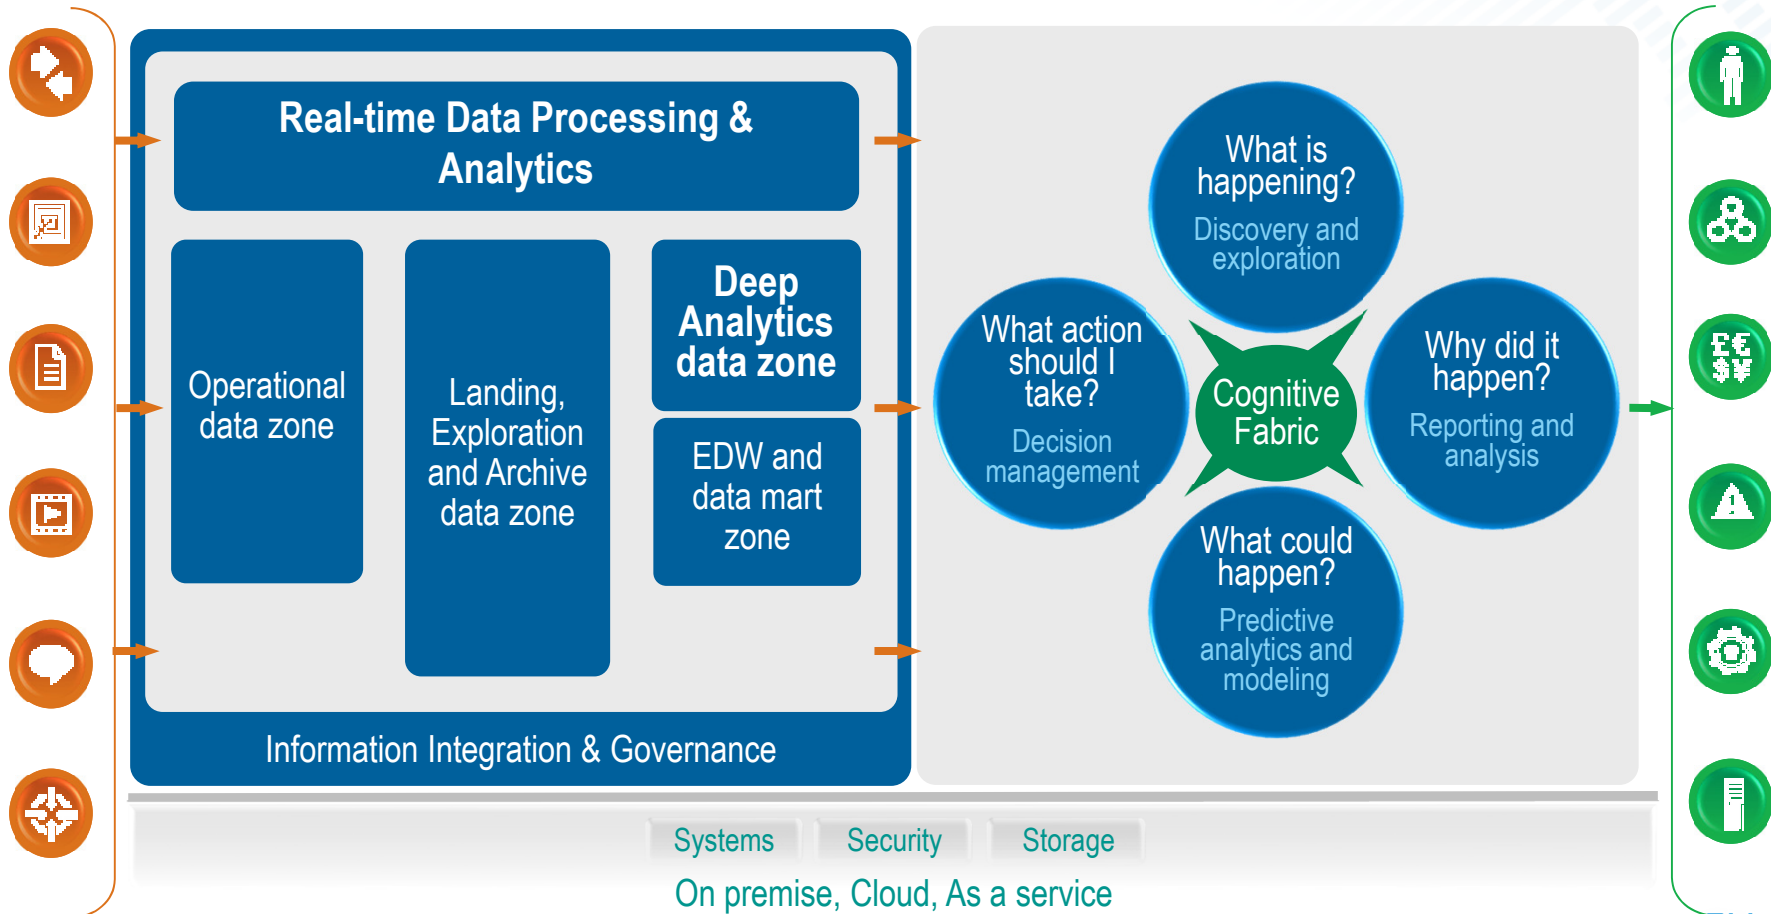 Real-time Data Processing &
Analytics
Operational
data zone
Landing,
Exploration
and Archive
data zone
Deep
Analytics
data zone
EDW and
data mart
zone
Information Integration & Governance
What is
happening?
Discovery and
exploration
What action
should I
take?
Decision
management
Cognitive
Fabric
Why did it
happen?
Reporting and
analysis
What could
happen?
Predictive
analytics and
modeling
£€
$¥
Systems
Security
Storage
On premise, Cloud, As a service